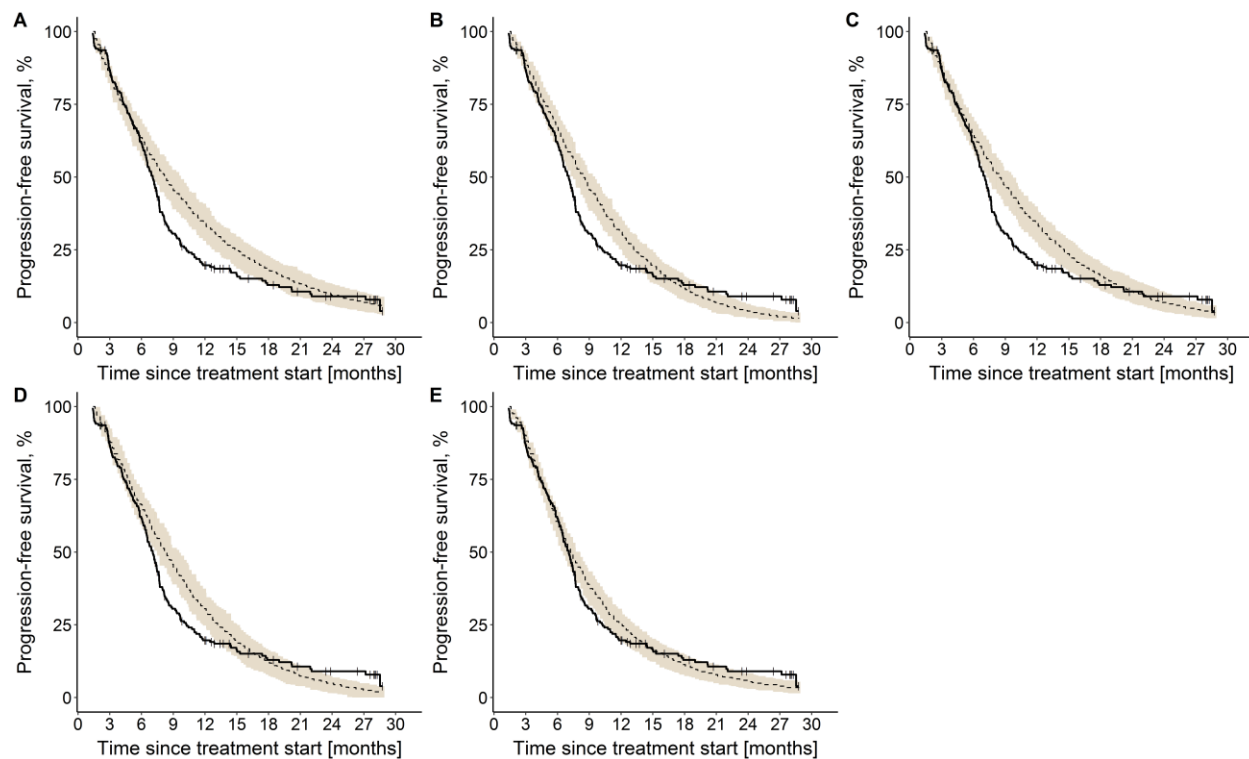 A
Progression-free survival, %
100
75
50
25
0
0 3 6 9 12 15 18 21 24 27 30
Time since treatment start [months]
B
Progression-free survival, %
100
75
50
25
0
0 3 6 9 12 15 18 21 24 27 30
Time since treatment start [months]
C
Progression-free survival, %
100
75
50
25
0
0 3 6 9 12 15 18 21 24 27 30
Time since treatment start [months]
D
Progression-free survival, %
100
75
50
25
0
0 3 6 9 12 15 18 21 24 27 30
Time since treatment start [months]
E
Progression-free survival, %
100
75
50
25
0
0 3 6 9 12 15 18 21 24 27 30
Time since treatment start [months]